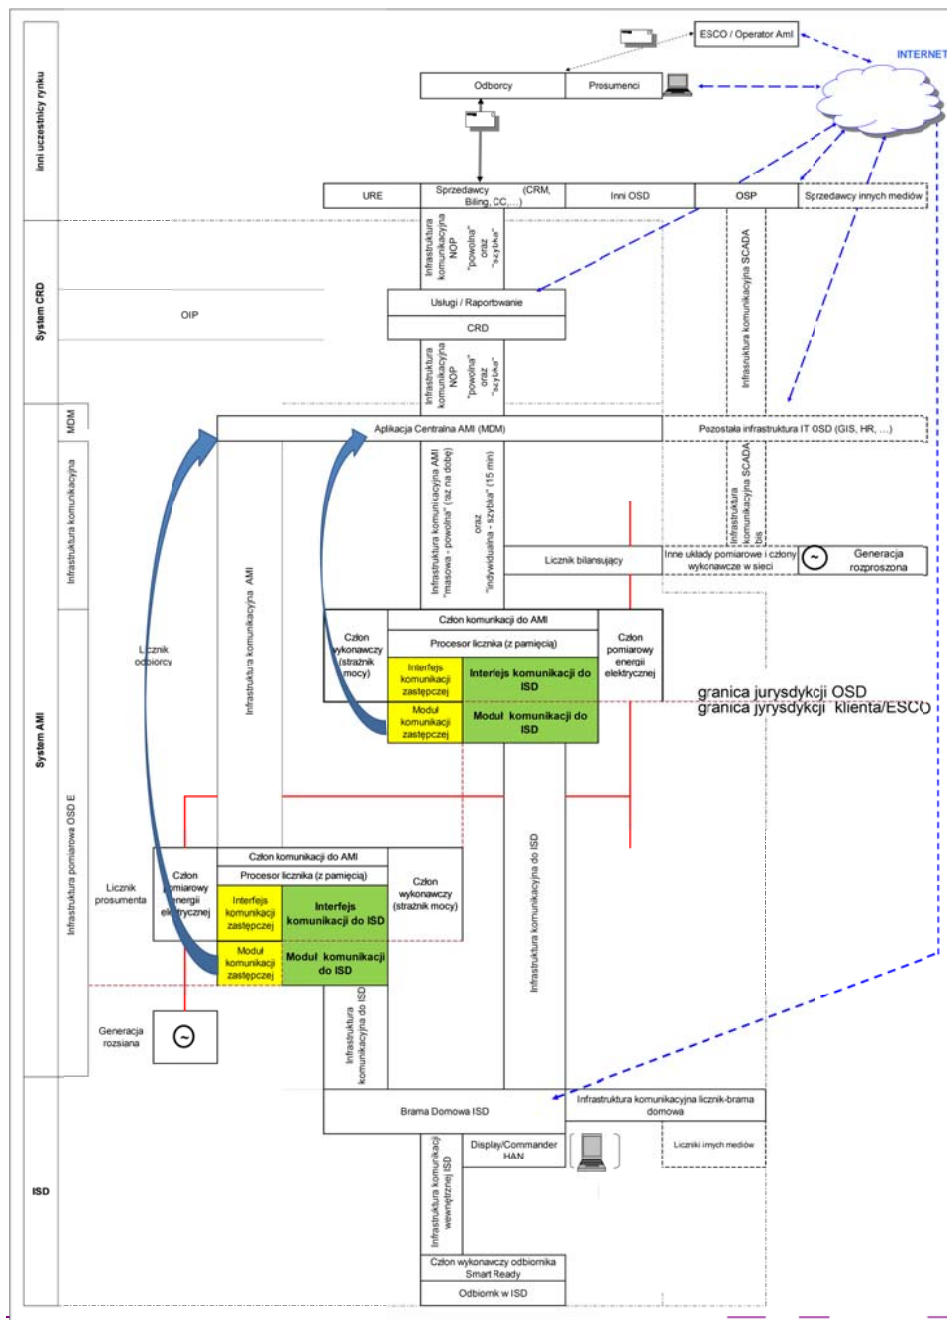 ESCO / Operator AmI
INTERNET
Odborcy
Prosumenci
inni uczestnicy rynku
URE
Sprzedawcy (CRM,
Biling, CC,...)
Inni OSD
OSP
Sprzedawcy innych mediów
Infrastruktura
komunikacyjna
NOP
"powolna"
oraz
"szybka"
Infrastruktura komunikacyjna SCADA
System CRD
OIP
Usługi / Raportowanie
CRD
Infrastruktura
komunikacyjna
NOP
"powolna"
oraz
"szybka"
MDM
Aplikacja Centralna AMI (MDM)
Pozostała infrastruktura IT OSD (GIS, HR, ...)
Infrastruktura komunikacyjna
Infrastruktura komunikacyjna AMI
"masowa - powolna" (raz na dobę)
oraz
"indywidualna - szybka" (15 min)
Infrastruktura
komunikacyjna SCADA
bis
Licznik bilansujący
Inne układy pomiarowe i człony
wykonawcze w sieci
~
Generacja
rozproszona
Infrastruktura komunikacyjna AMI
System AMI
Infrastruktura pomiarowa OSD E
Licznik
odbiorcy
Człon
wykonawczy
(strażnik
mocy)
Człon komunkacji do AMI
Procesor licznika (z pamięcią)
Interfejs
komunikacji
zastępczej
Interfejs komunikacji do
ISD
Człon
pomiarowy
energii
elektrycznej
Moduł
komunikacji
zastępczej
Moduł komunikacji do
ISD
granica jurysdykcji OSD
granica jyrysdykcji klienta/ESCO
Infrastruktura komunikacyjna do ISD
Licznik
prosumenta
Człon
pomiarowy
energii
elektrycznej
Człon komunikacji do AMI
Procesor licznika (z pamięcią)
Interfejs
komunikacji
zastępczej
Interfejs
komunikacji do ISD
Człon
wykonawczy
(strażnik mocy)
Moduł
komunikacji
zastępczej
Moduł komunikacji
do ISD
Generacja
rozsiana
~
Infrastruktura
komunikacyjna do ISD
ISD
Brama Domowa ISD
Infrastruktura komunikacyjna licznik-brama
domowa
Infrastruktura komunikacji
wewnętrznej ISD
Display/Commander
HAN
Liczniki innych mediów
Człon wykonawczy odbiornika
Smart Ready
Odbiornk w ISD